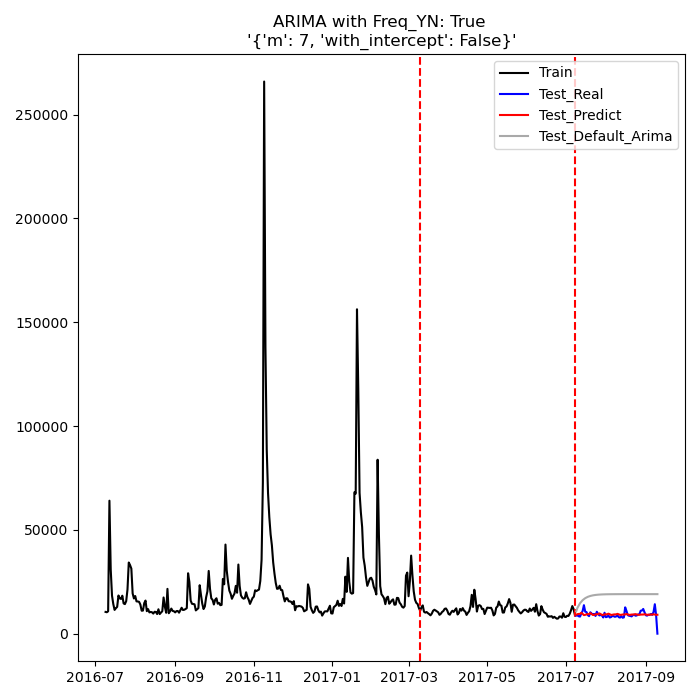 ARIMA with Freq_YN: True
'{'m': 7, 'with_intercept': False}'
Train
Test_Real
Test_Predict
Test_Default_Arima
250000
200000
150000
100000
50000
0
2016-07 2016-09 2016-11 2017-01 2017-03 2017-05 2017-07 2017-09